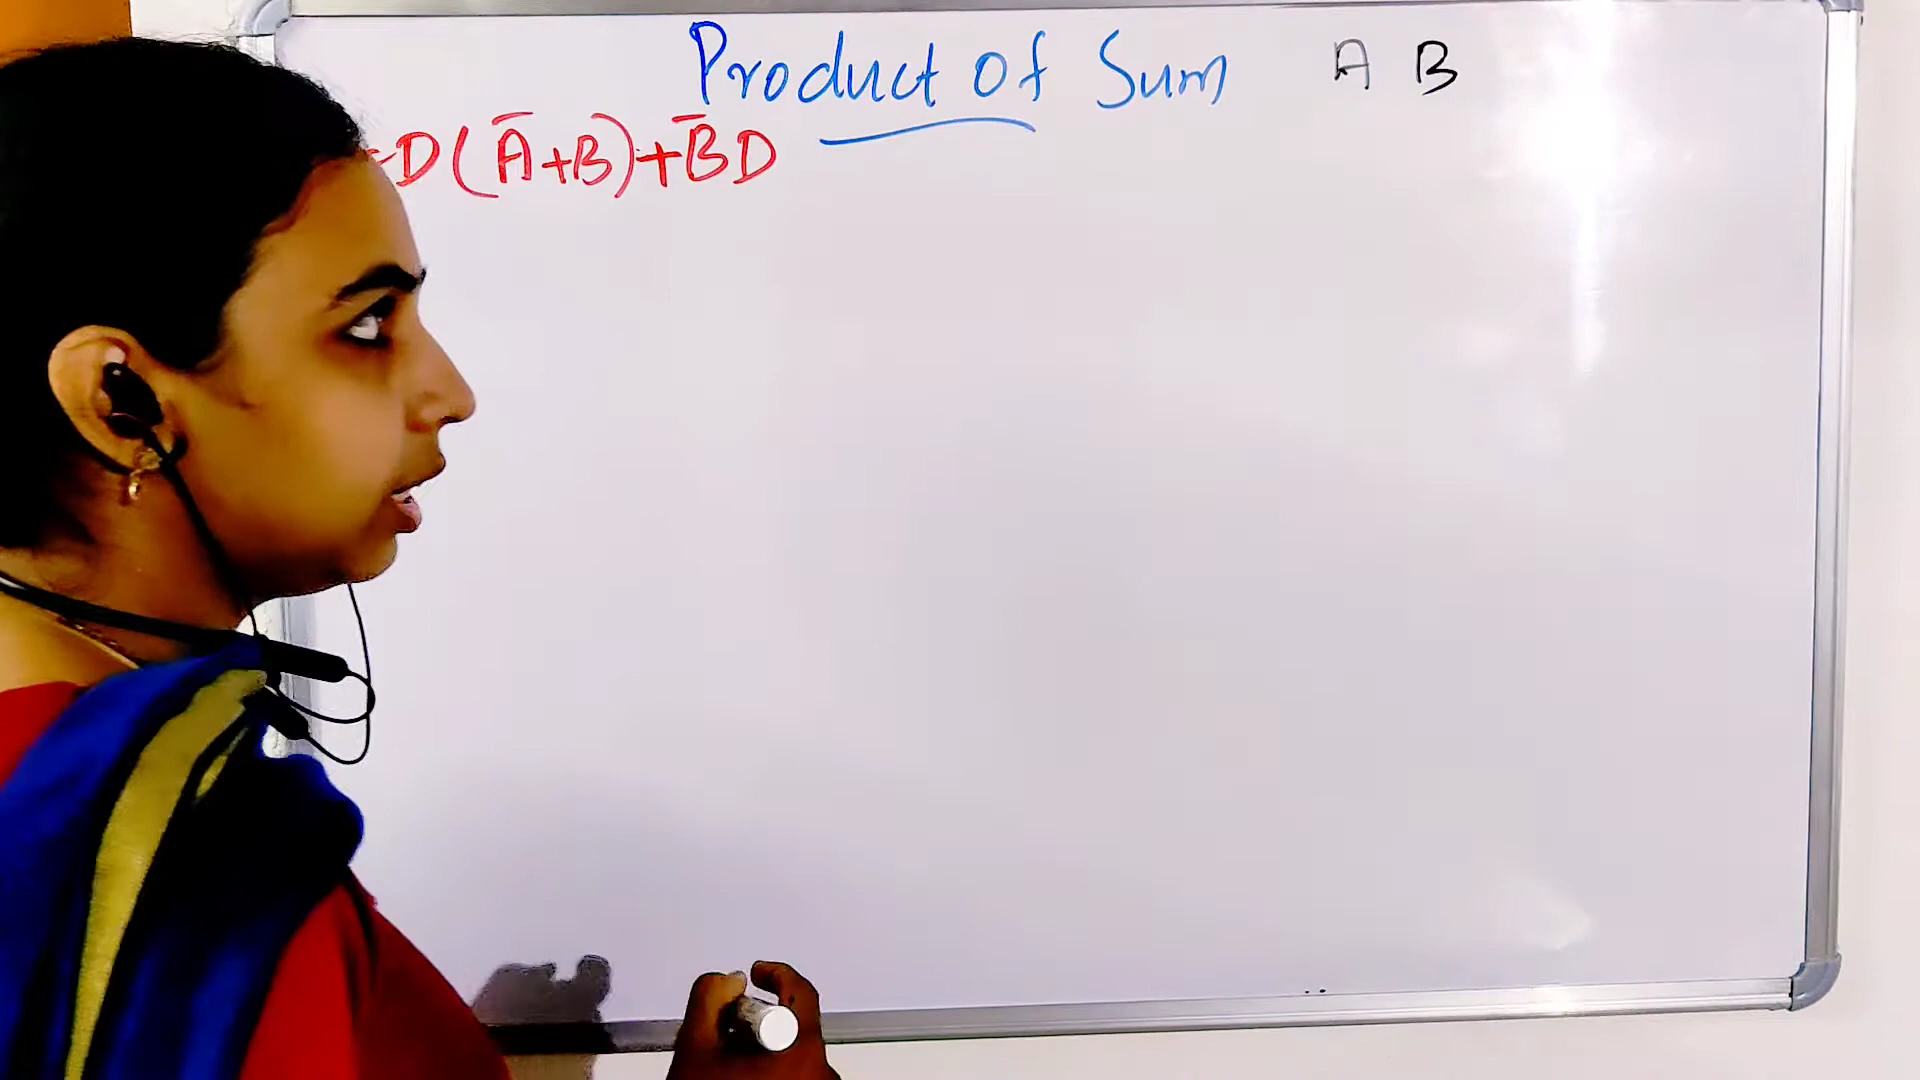 Product Of Sum A B
=D(A̅+B)+B̅D